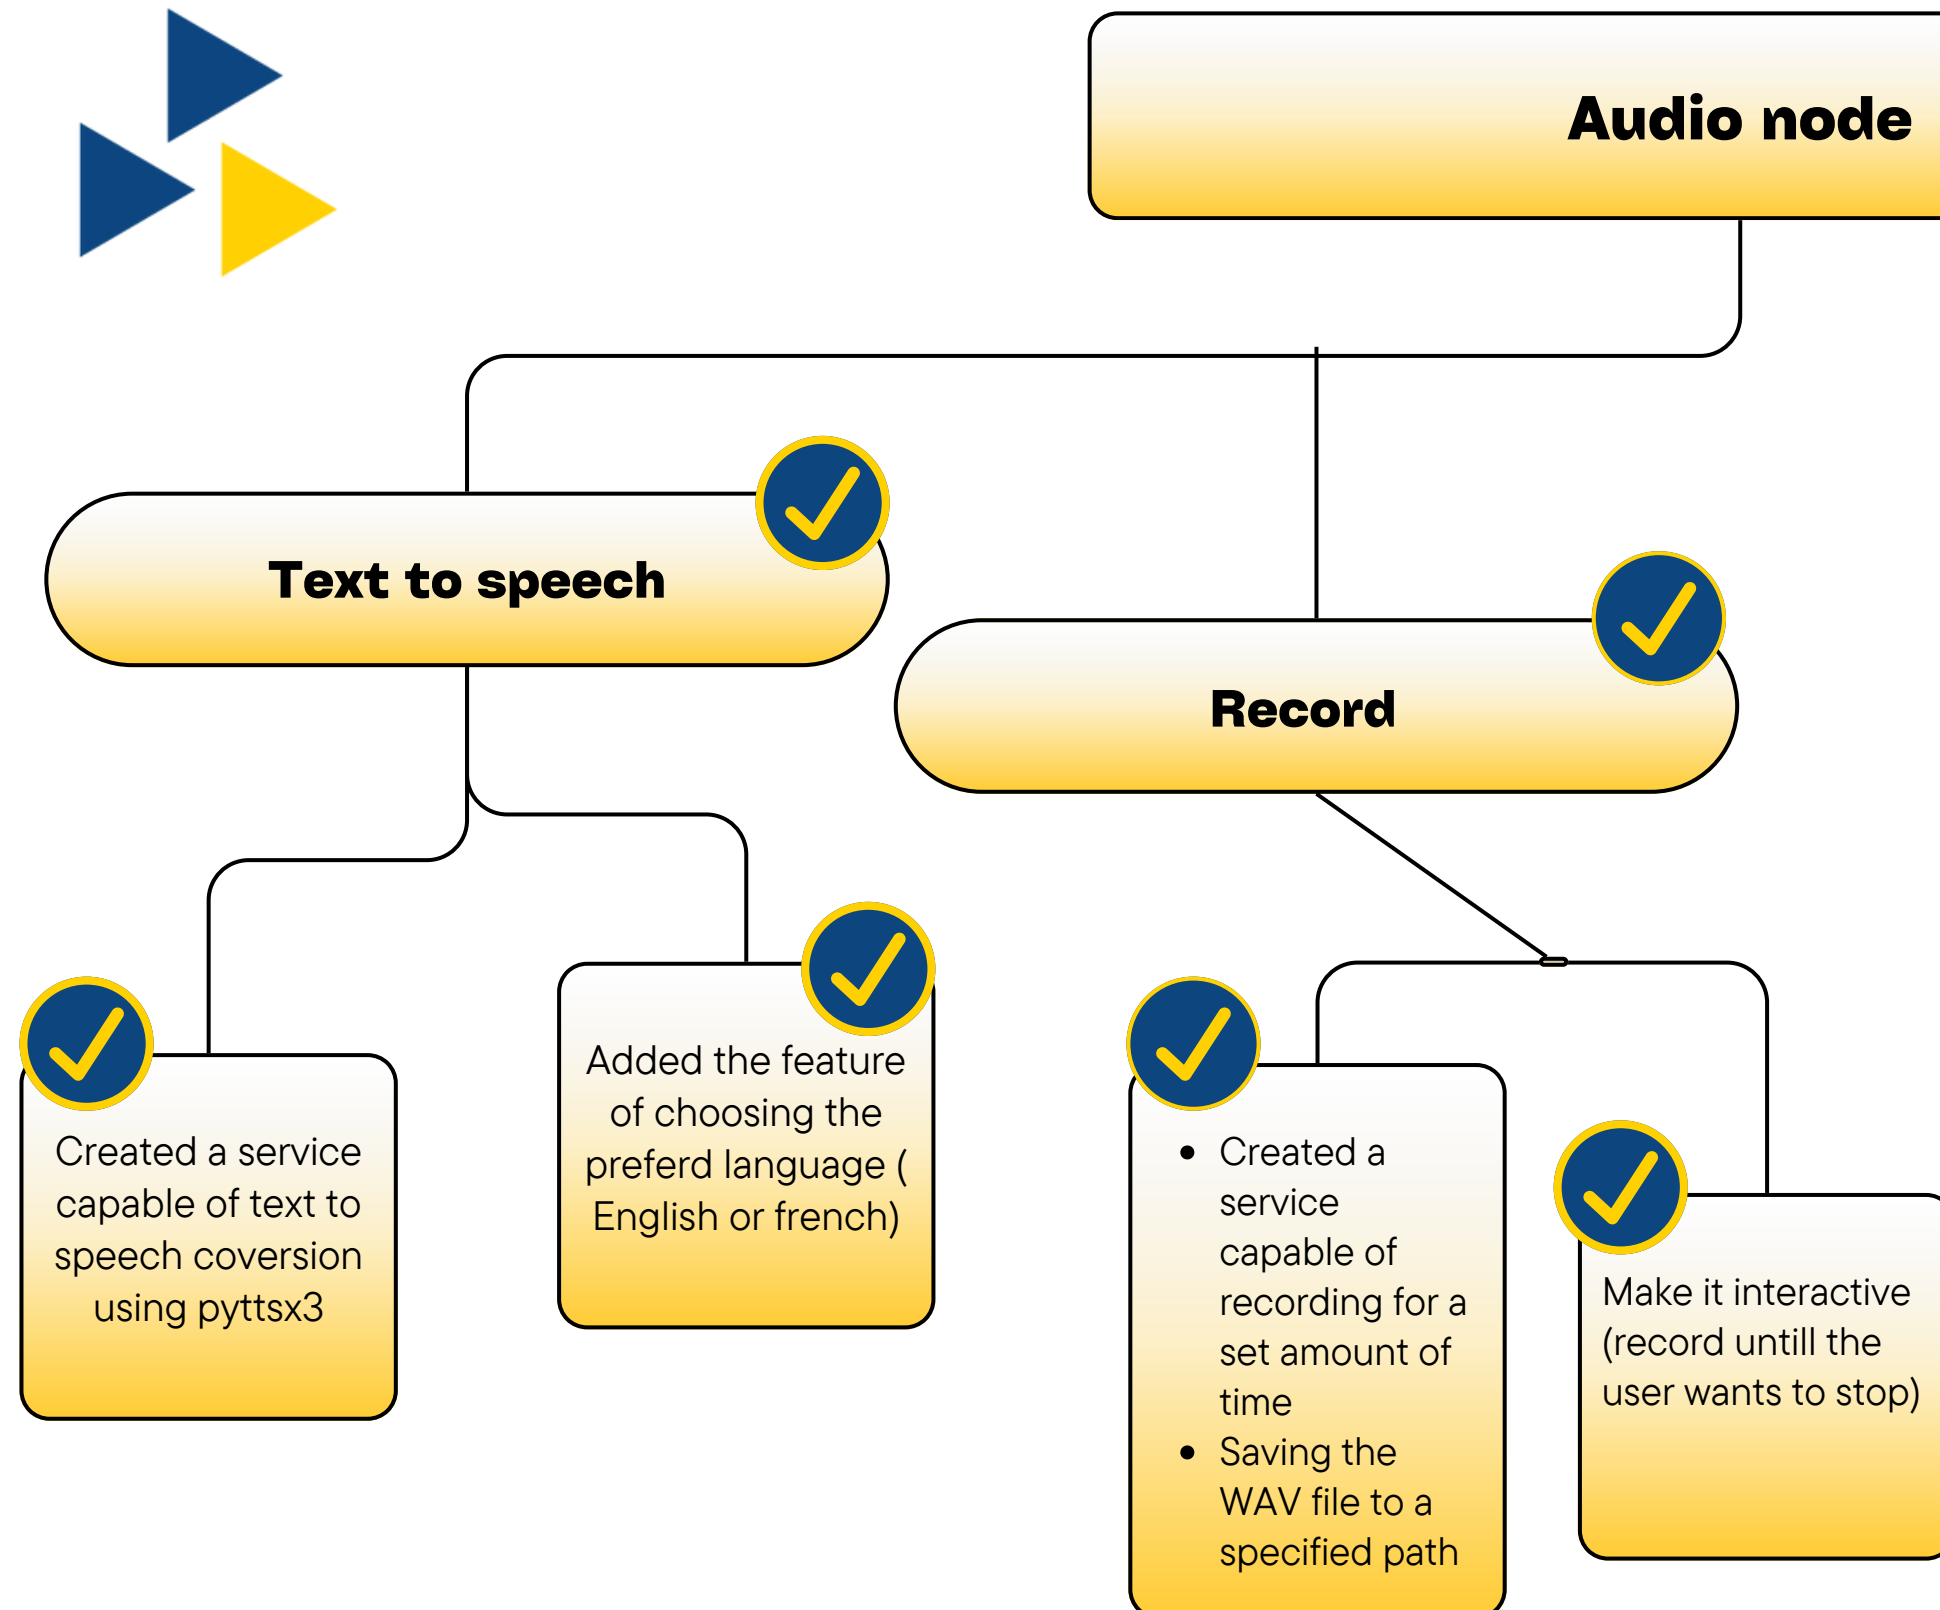 Audio node
Text to speech
Record
Created a service
capable of text to
speech coversion
using pyttsx3
Added the feature
of choosing the
preferd language (
English or french)
• Created a
service
capable of
recording for a
set amount of
time
• Saving the
WAV file to a
specified path
Make it interactive
(record untill the
user wants to stop)